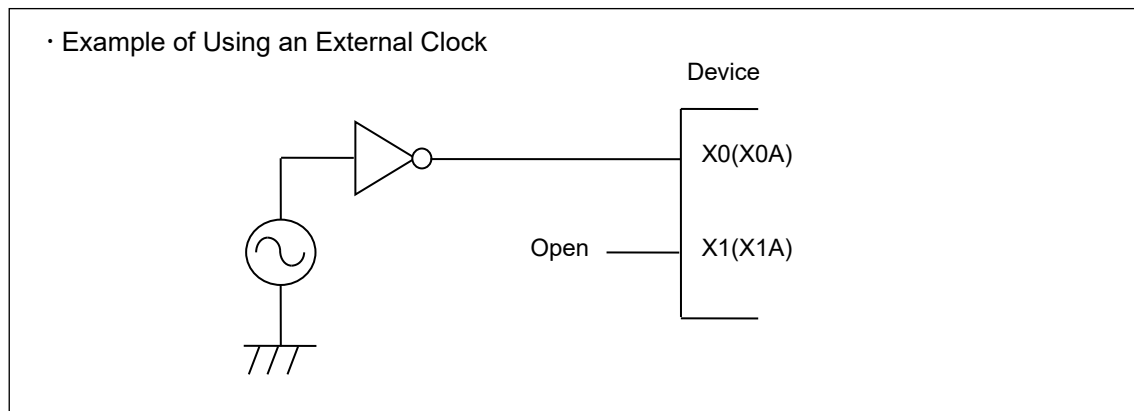 · Example of Using an External Clock
Device
X0(X0A)
Open
X1(X1A)